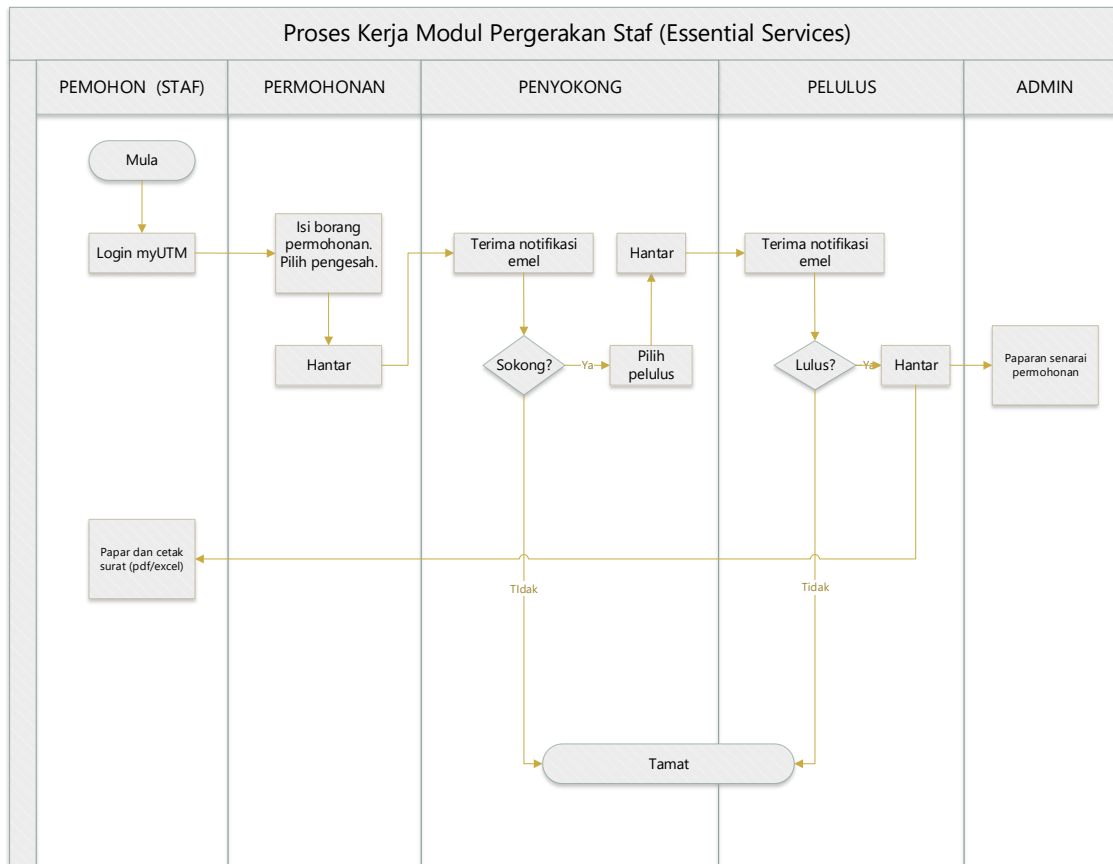 Proses Kerja Modul Pergerakan Staf (Essential Services)
PEMOHON (STAF)
PERMOHONAN
PENYOKONG
PELULUS
ADMIN
Mula
Login myUTM
Isi borang
permohonan.
Pilih pengesah.
Hantar
Terima notifikasi
emel
Sokong?
Ya
Pilih
pelulus
Hantar
Terima notifikasi
emel
Lulus?
Ya
Hantar
Paparan senarai
permohonan
Papar dan cetak
surat (pdf/excel)
TIdak
Tidak
Tamat